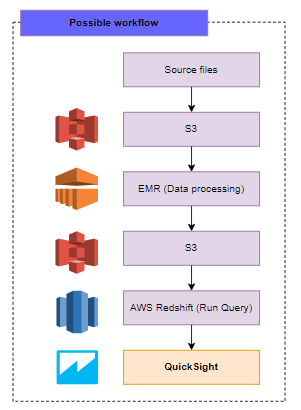 Possible workflow
Source files
S3
EMR (Data processing)
S3
AWS Redshift (Run Query)
QuickSight